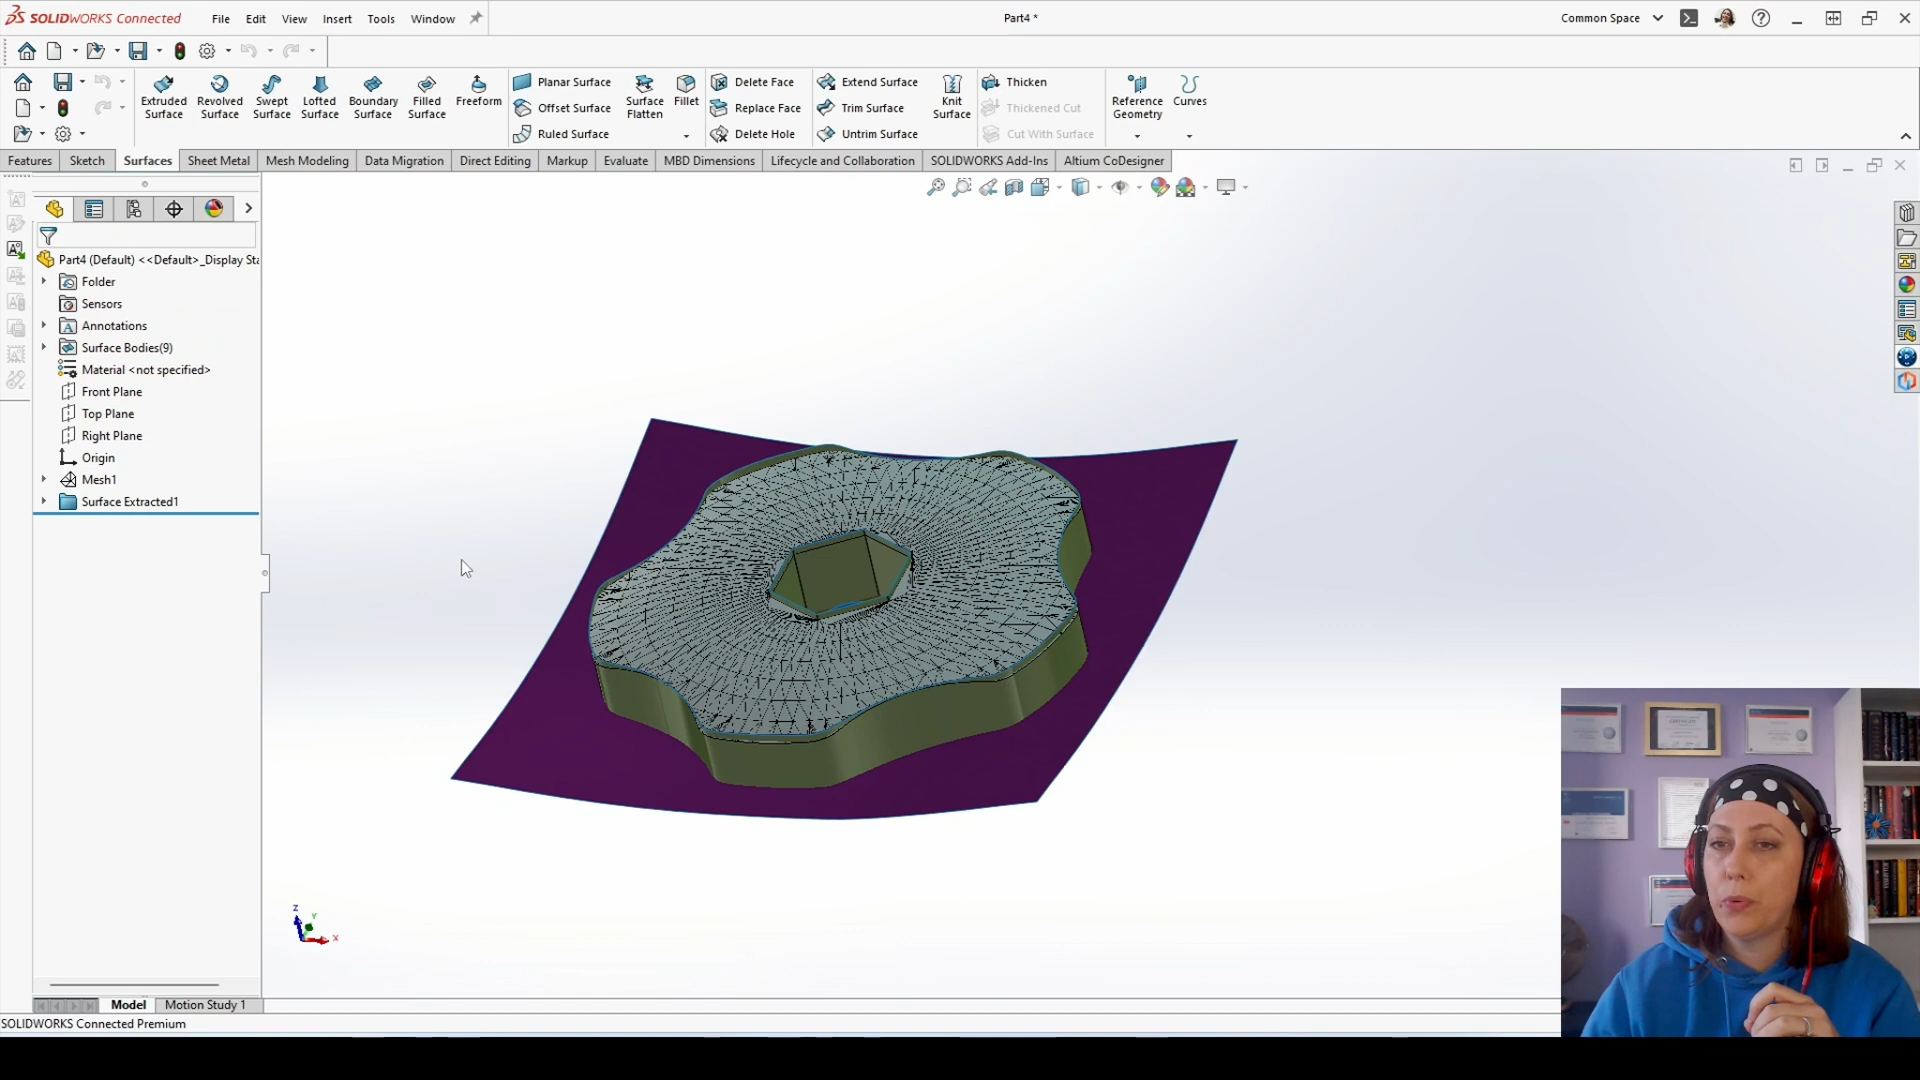 SOLIDWORKS Connected File Edit View Insert Tools Window Part4 * Common Space
Extruded Surface
Revolved Surface
Swept Surface
Lofted Surface
Boundary Surface
Filled Surface
Freeform
Planar Surface
Offset Surface
Ruled Surface
Surface Flatten
Fillet
Delete Face
Replace Face
Delete Hole
Extend Surface
Trim Surface
Untrim Surface
Knit Surface
Thicken
Thickened Cut
Cut With Surface
Reference Geometry
Curves
Features Sketch Surfaces Sheet Metal Mesh Modeling Data Migration Direct Editing Markup Evaluate MBD Dimensions Lifecycle and Collaboration SOLIDWORKS Add-Ins Altium CoDesigner
Part4 (Default) <<Default>_Display Sta
Folder
Sensors
Annotations
Surface Bodies(9)
Material <not specified>
Front Plane
Top Plane
Right Plane
Origin
Mesh1
Surface Extracted1
Z
Y
X
Model Motion Study 1
SOLIDWORKS Connected Premium